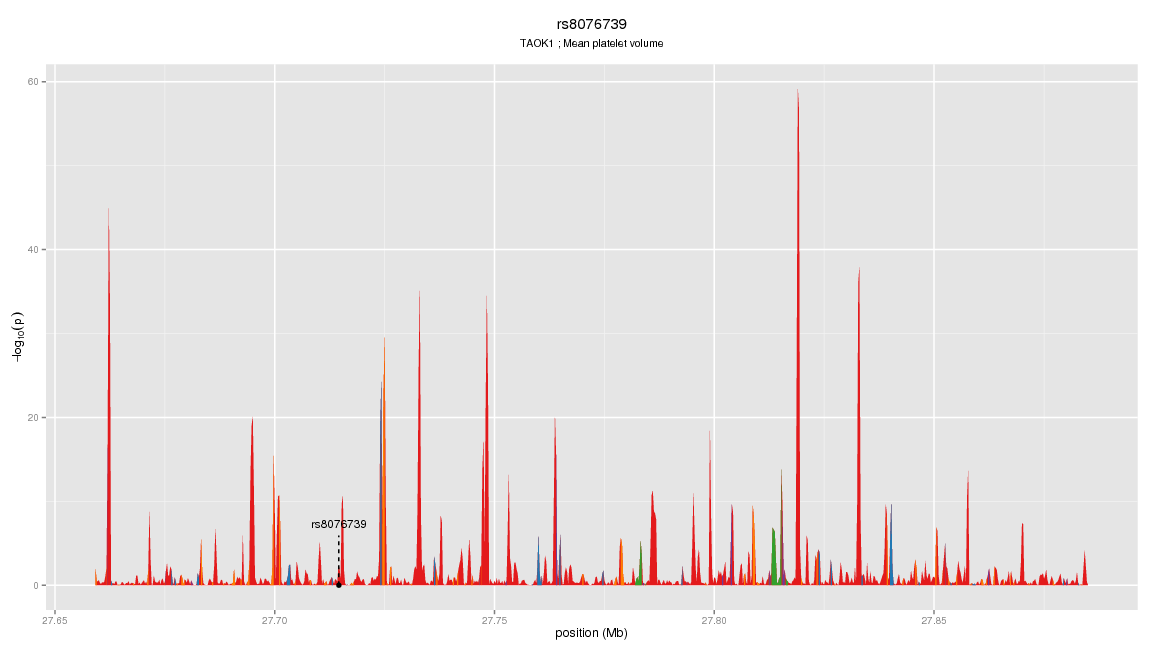 rs8076739
TAOK1 ; Mean platelet volume
60
40
20
0
−log10(p)
rs8076739
27.65 27.70 27.75 27.80 27.85
position (Mb)